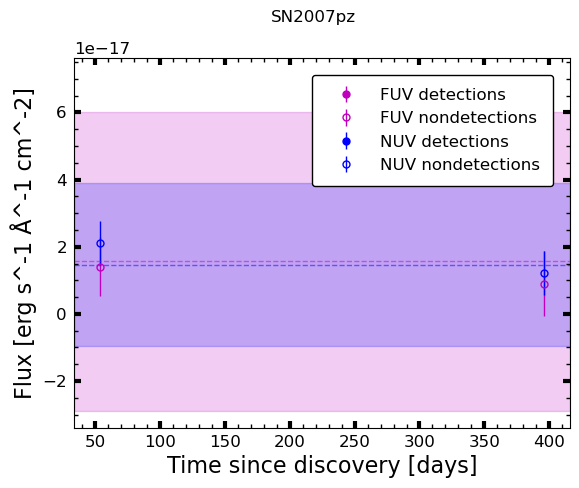 SN2007pz
1e−17
FUV detections
FUV nondetections
NUV detections
NUV nondetections
6
4
2
0
−2
Flux [erg s^-1 Å^-1 cm^-2]
50 100 150 200 250 300 350 400
Time since discovery [days]